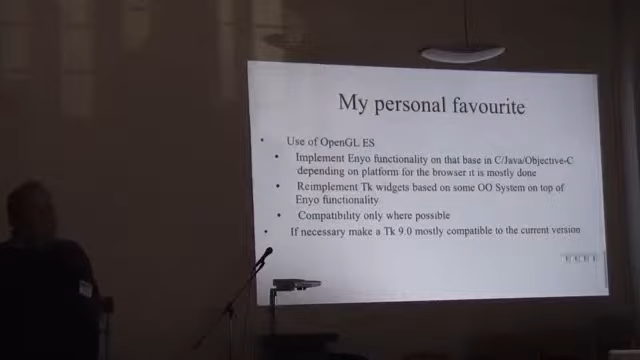 My personal favourite
Use of OpenGL ES
Implement Enyo functionality on that base in C/Java/Objective-C
depending on platform for the browser it is mostly done
Reimplement Tk widgets based on some OO System on top of
Enyo functionality
Compatibility only where possible
If necessary make a Tk 9.0 mostly compatible to the current version